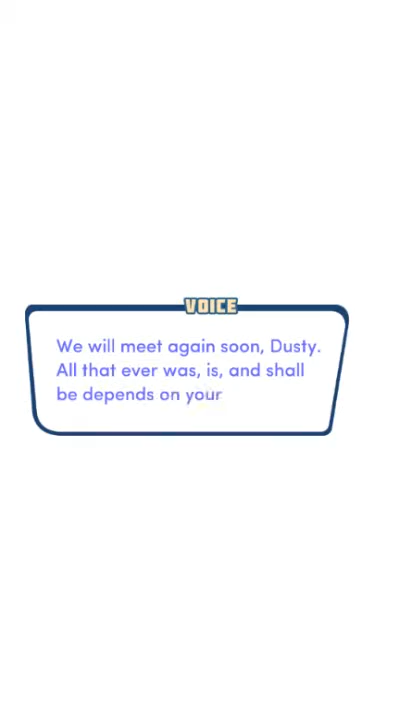 VOICE
We will meet again soon, Dusty.
All that ever was, is, and shall
be depends on your